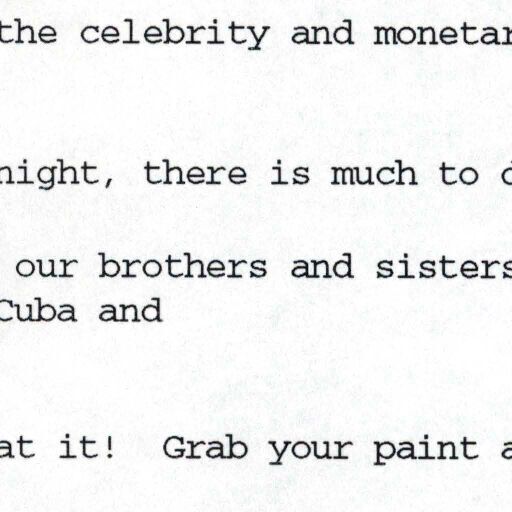 the celebrity and monetar
night, there is much to
our brothers and sisters
Cuba and
at it!  Grab your paint a